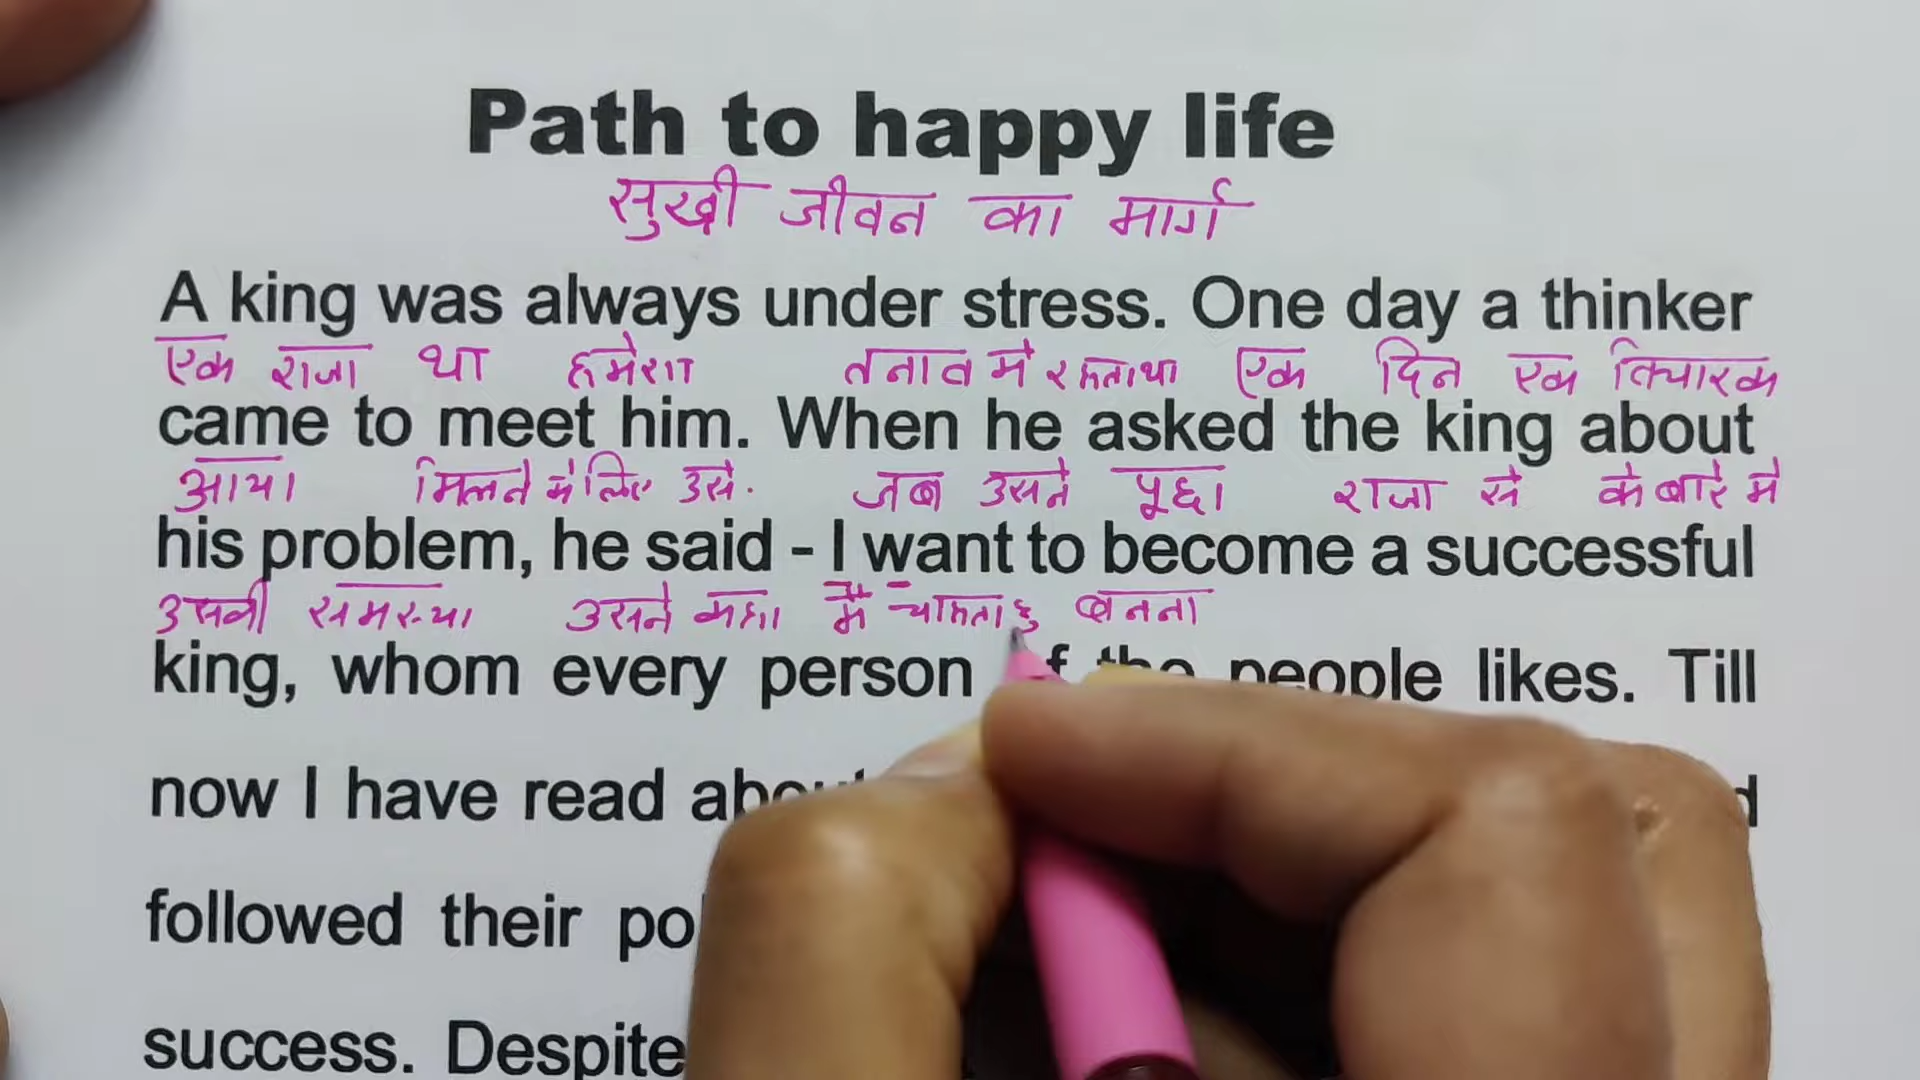 Path to happy life
सुखी जीवन का मार्ग
A king was always under stress. One day a thinker
एक राजा था हमेशा तनाव में रहता था एक दिन एक विचारक
came to meet him. When he asked the king about
आया मिलने के लिए उसे. जब उसने पूछा राजा से के बारे मे
his problem, he said - I want to become a successful
उसकी समस्या उसने कहा मैं चाहता हु बनना
king, whom every person of the people likes. Till
now I have read
followed their
success. Despite